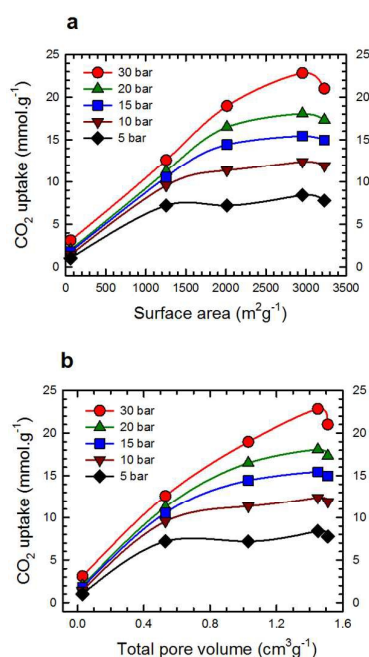 a
25
20
15
10
5
0
CO₂ uptake (mmol.g⁻¹)
30 bar
20 bar
15 bar
10 bar
5 bar
25
20
15
10
5
0
0 500 1000 1500 2000 2500 3000 3500
Surface area (m²g⁻¹)
b
25
20
15
10
5
0
CO₂ uptake (mmol.g⁻¹)
30 bar
20 bar
15 bar
10 bar
5 bar
25
20
15
10
5
0
0.0 0.4 0.8 1.2 1.6
Total pore volume (cm³g⁻¹)